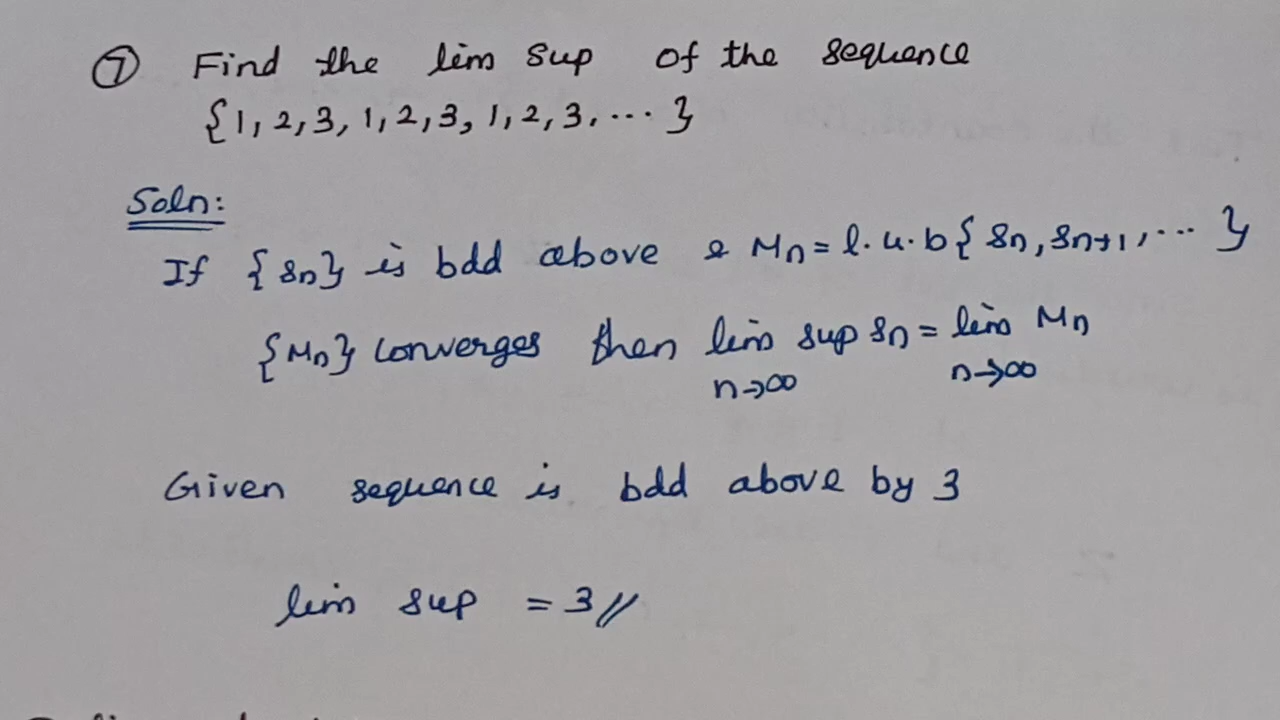 ⑦ Find the lim sup of the sequence
{1, 2, 3, 1, 2, 3, 1, 2, 3, ... }
Soln:
If {sn} is bdd above & Mn = l.u.b{ sn, sn+1, ... }
{Mn} converges then lim sup sn = lim Mn
n→∞ n→∞
Given sequence is bdd above by 3
lim sup = 3//